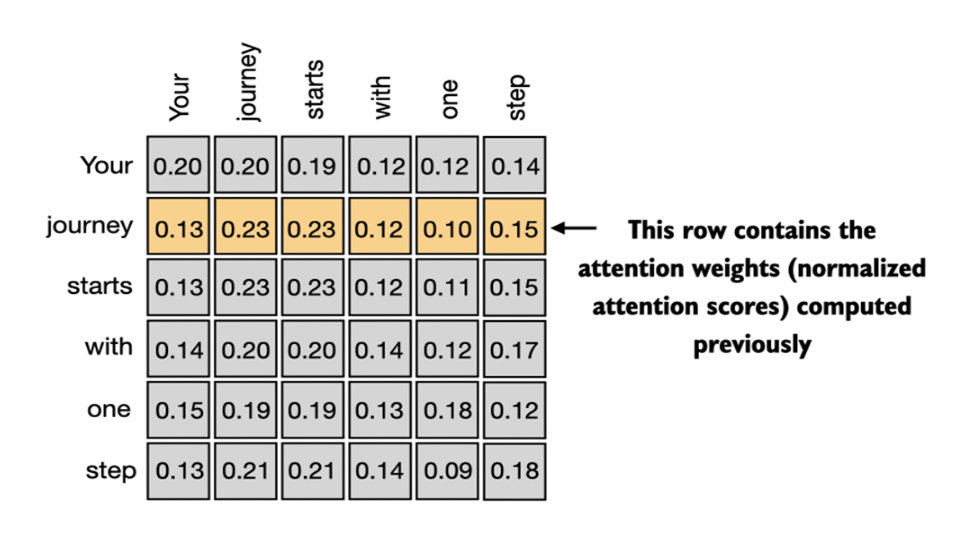 Your journey starts with one step
Your 0.20 0.20 0.19 0.12 0.12 0.14
journey 0.13 0.23 0.23 0.12 0.10 0.15
starts 0.13 0.23 0.23 0.12 0.11 0.15
with 0.14 0.20 0.20 0.14 0.12 0.17
one 0.15 0.19 0.19 0.13 0.18 0.12
step 0.13 0.21 0.21 0.14 0.09 0.18
This row contains the
attention weights (normalized
attention scores) computed
previously